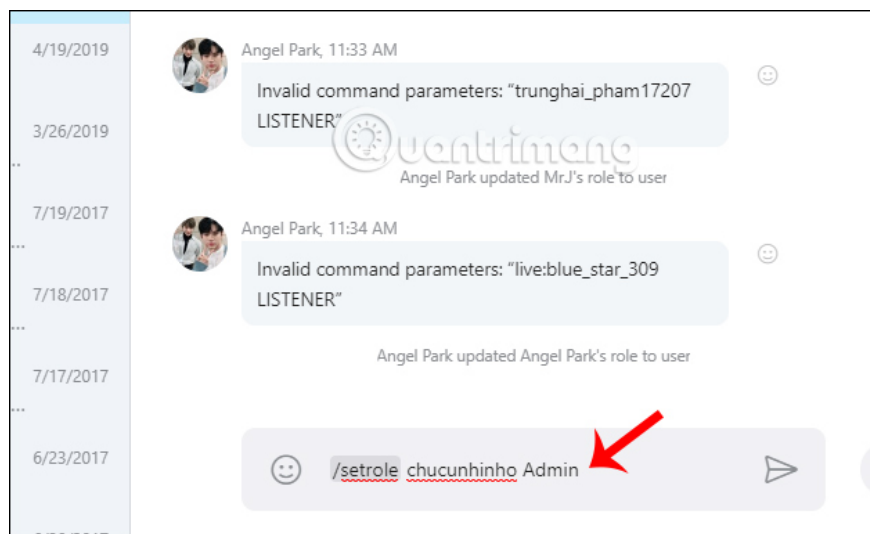 4/19/2019
3/26/2019
...
7/19/2017
...
7/18/2017
...
7/17/2017
...
6/23/2017
Angel Park, 11:33 AM
Invalid command parameters: “trunghai_pham17207
LISTENER”
Quantrimang
Angel Park updated MrJ's role to user
Angel Park, 11:34 AM
Invalid command parameters: “live:blue_star_309
LISTENER”
Angel Park updated Angel Park's role to user
/setrole chucunhinho Admin